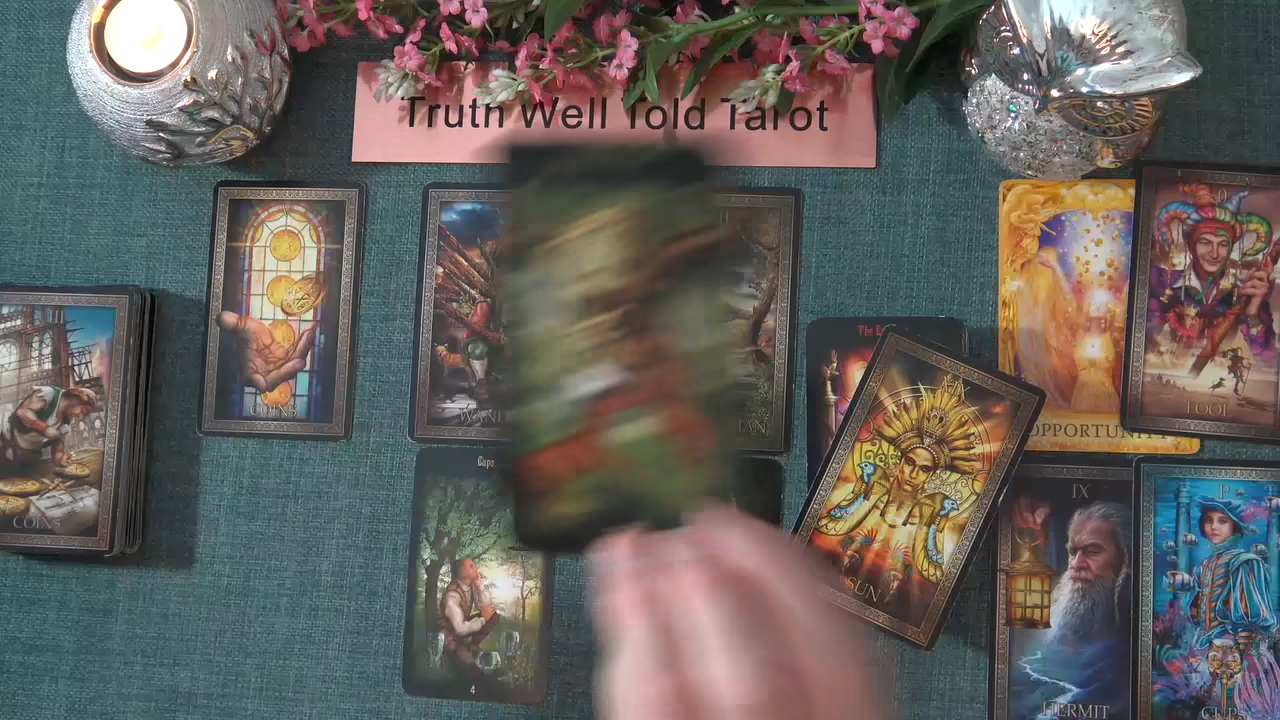 Truth Well Told Tarot
0
FOOL
COINS
OPPORTUNITY
The E
Cups
4
SUN
IX
HERMIT
P
CUPS
COINS